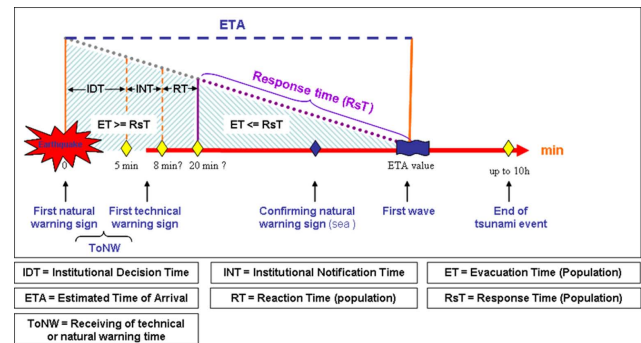 ETA
Response time (RsT)
IDT
INT
RT
ET >= RsT
ET <= RsT
Earthquake
min
0
5 min
8 min?
20 min ?
ETA value
up to 10h
First natural
warning sign
First technical
warning sign
Confirming natural
warning sign (sea )
First wave
End of
tsunami event
ToNW
IDT = Institutional Decision Time
INT = Institutional Notification Time
ET = Evacuation Time (Population)
ETA = Estimated Time of Arrival
RT = Reaction Time (population)
RsT = Response Time (Population)
ToNW = Receiving of technical
or natural warning time